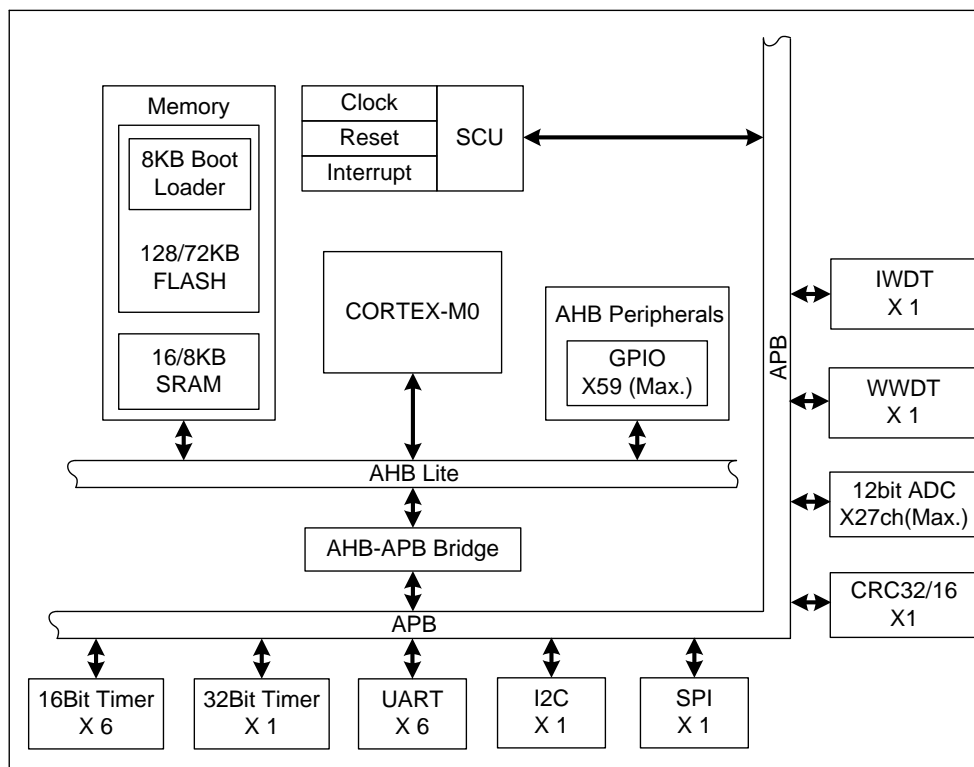 Memory
8KB Boot
Loader
128/72KB
FLASH
16/8KB
SRAM
Clock
Reset
Interrupt
SCU
CORTEX-M0
AHB Peripherals
GPIO
X59 (Max.)
AHB Lite
AHB-APB Bridge
APB
APB
IWDT
X 1
WWDT
X 1
12bit ADC
X27ch(Max.)
CRC32/16
X1
16Bit Timer
X 6
32Bit Timer
X 1
UART
X 6
I2C
X 1
SPI
X 1